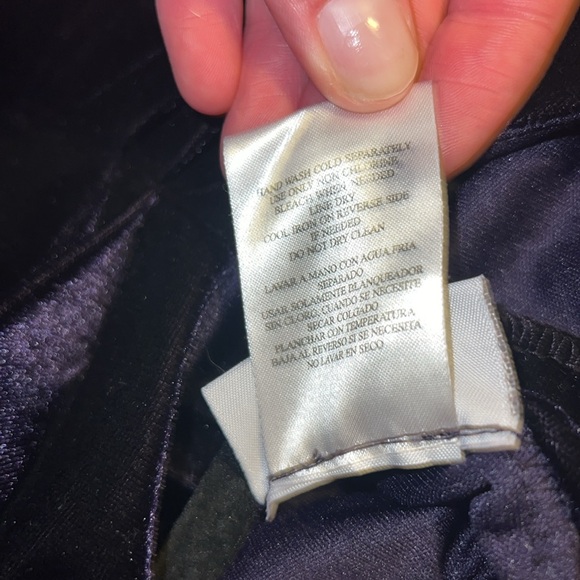 HAND WASH COLD SEPARATELY
USE ONLY NON CHLORINE,
BLEACH WHEN NEEDED
LINE DRY
COOL IRON ON REVERSE SIDE
IF NEEDED
DO NOT DRY CLEAN
LAVAR A MANO CON AGUA FRIA
SEPARADO
USAR SOLAMENTE BLANQUEADOR
SIN CLORO, CUANDO SE NECESITE
SECAR COLGADO
PLANCHAR CON TEMPERATURA
BAJA AL REVERSO SI SE NECESITA
NO LAVAR EN SECO